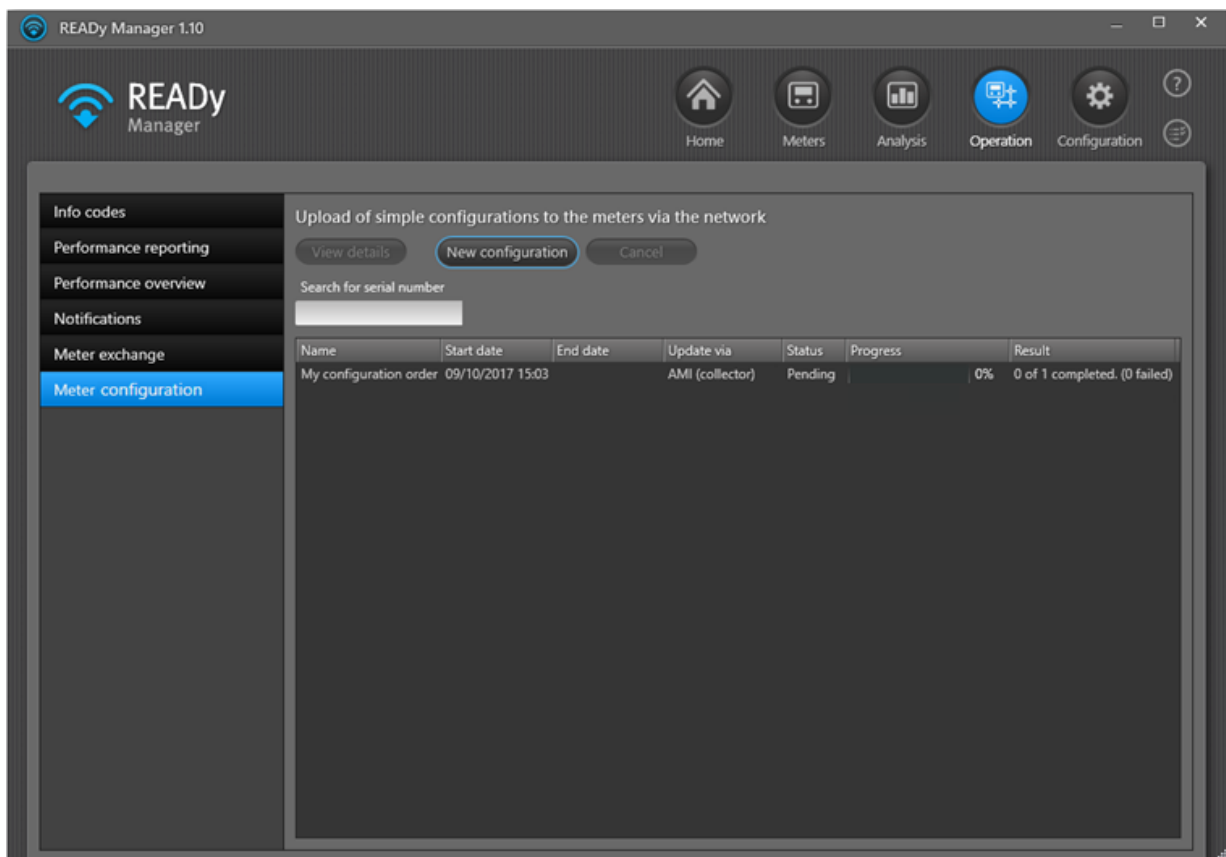 READy Manager 1.10
READy
Manager
Home Meters Analysis Operation Configuration
?
Info codes
Performance reporting
Performance overview
Notifications
Meter exchange
Meter configuration
Upload of simple configurations to the meters via the network
View details New configuration Cancel
Search for serial number
Name Start date End date Update via Status Progress Result
My configuration order 09/10/2017 15:03 AMI (collector) Pending 0% 0 of 1 completed. (0 failed)